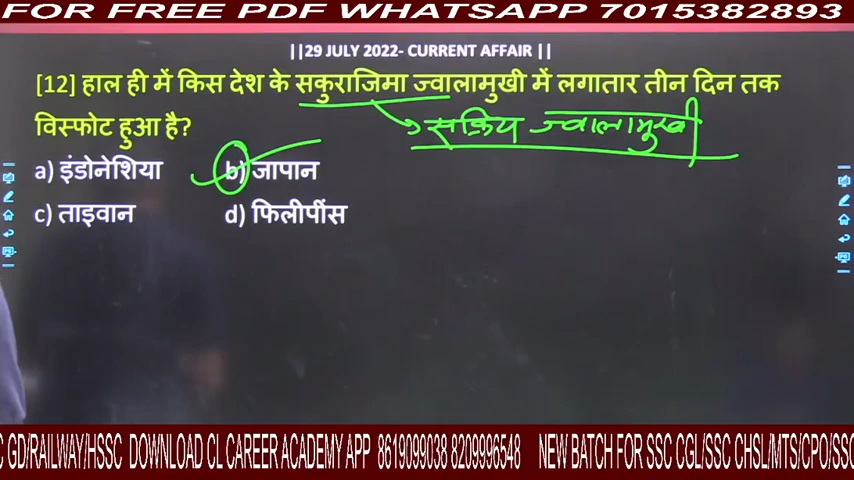 FOR FREE PDF WHATSAPP 7015382893
||29 JULY 2022- CURRENT AFFAIR ||
[12] हाल ही में किस देश के सकुराजिमा ज्वालामुखी में लगातार तीन दिन तक
विस्फोट हुआ है?
सक्रिय ज्वालामुखी
a) इंडोनेशिया b) जापान
c) ताइवान d) फिलीपींस
GD/RAILWAY/HSSC DOWNLOAD CL CAREER ACADEMY APP 8619099038 8209996548 NEW BATCH FOR SSC CGL/SSC CHSL/MTS/CPO/SSC